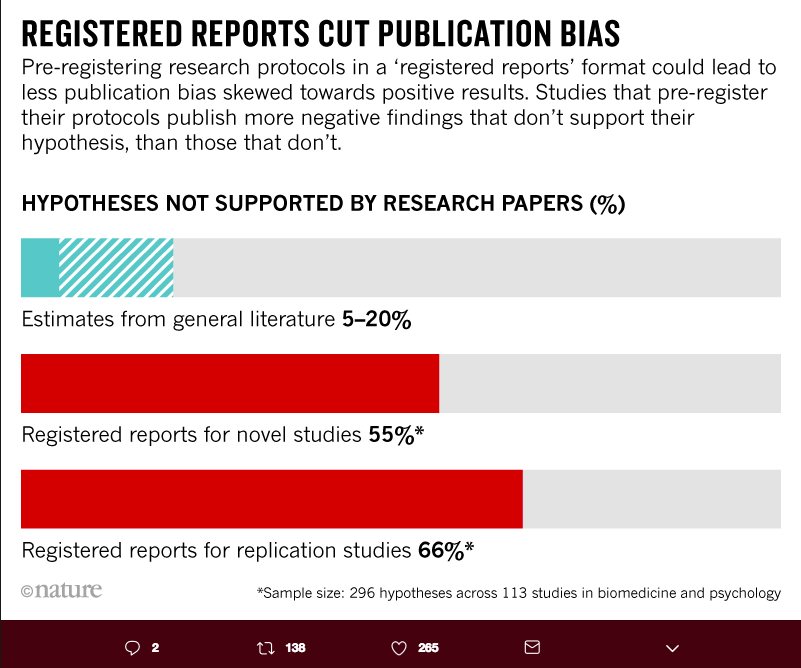 REGISTERED REPORTS CUT PUBLICATION BIAS
Pre-registering research protocols in a ‘registered reports’ format could lead to
less publication bias skewed towards positive results. Studies that pre-register
their protocols publish more negative findings that don’t support their
hypothesis, than those that don’t.
HYPOTHESES NOT SUPPORTED BY RESEARCH PAPERS (%)
Estimates from general literature 5–20%
Registered reports for novel studies 55%*
Registered reports for replication studies 66%*
©nature
*Sample size: 296 hypotheses across 113 studies in biomedicine and psychology
2 138 265